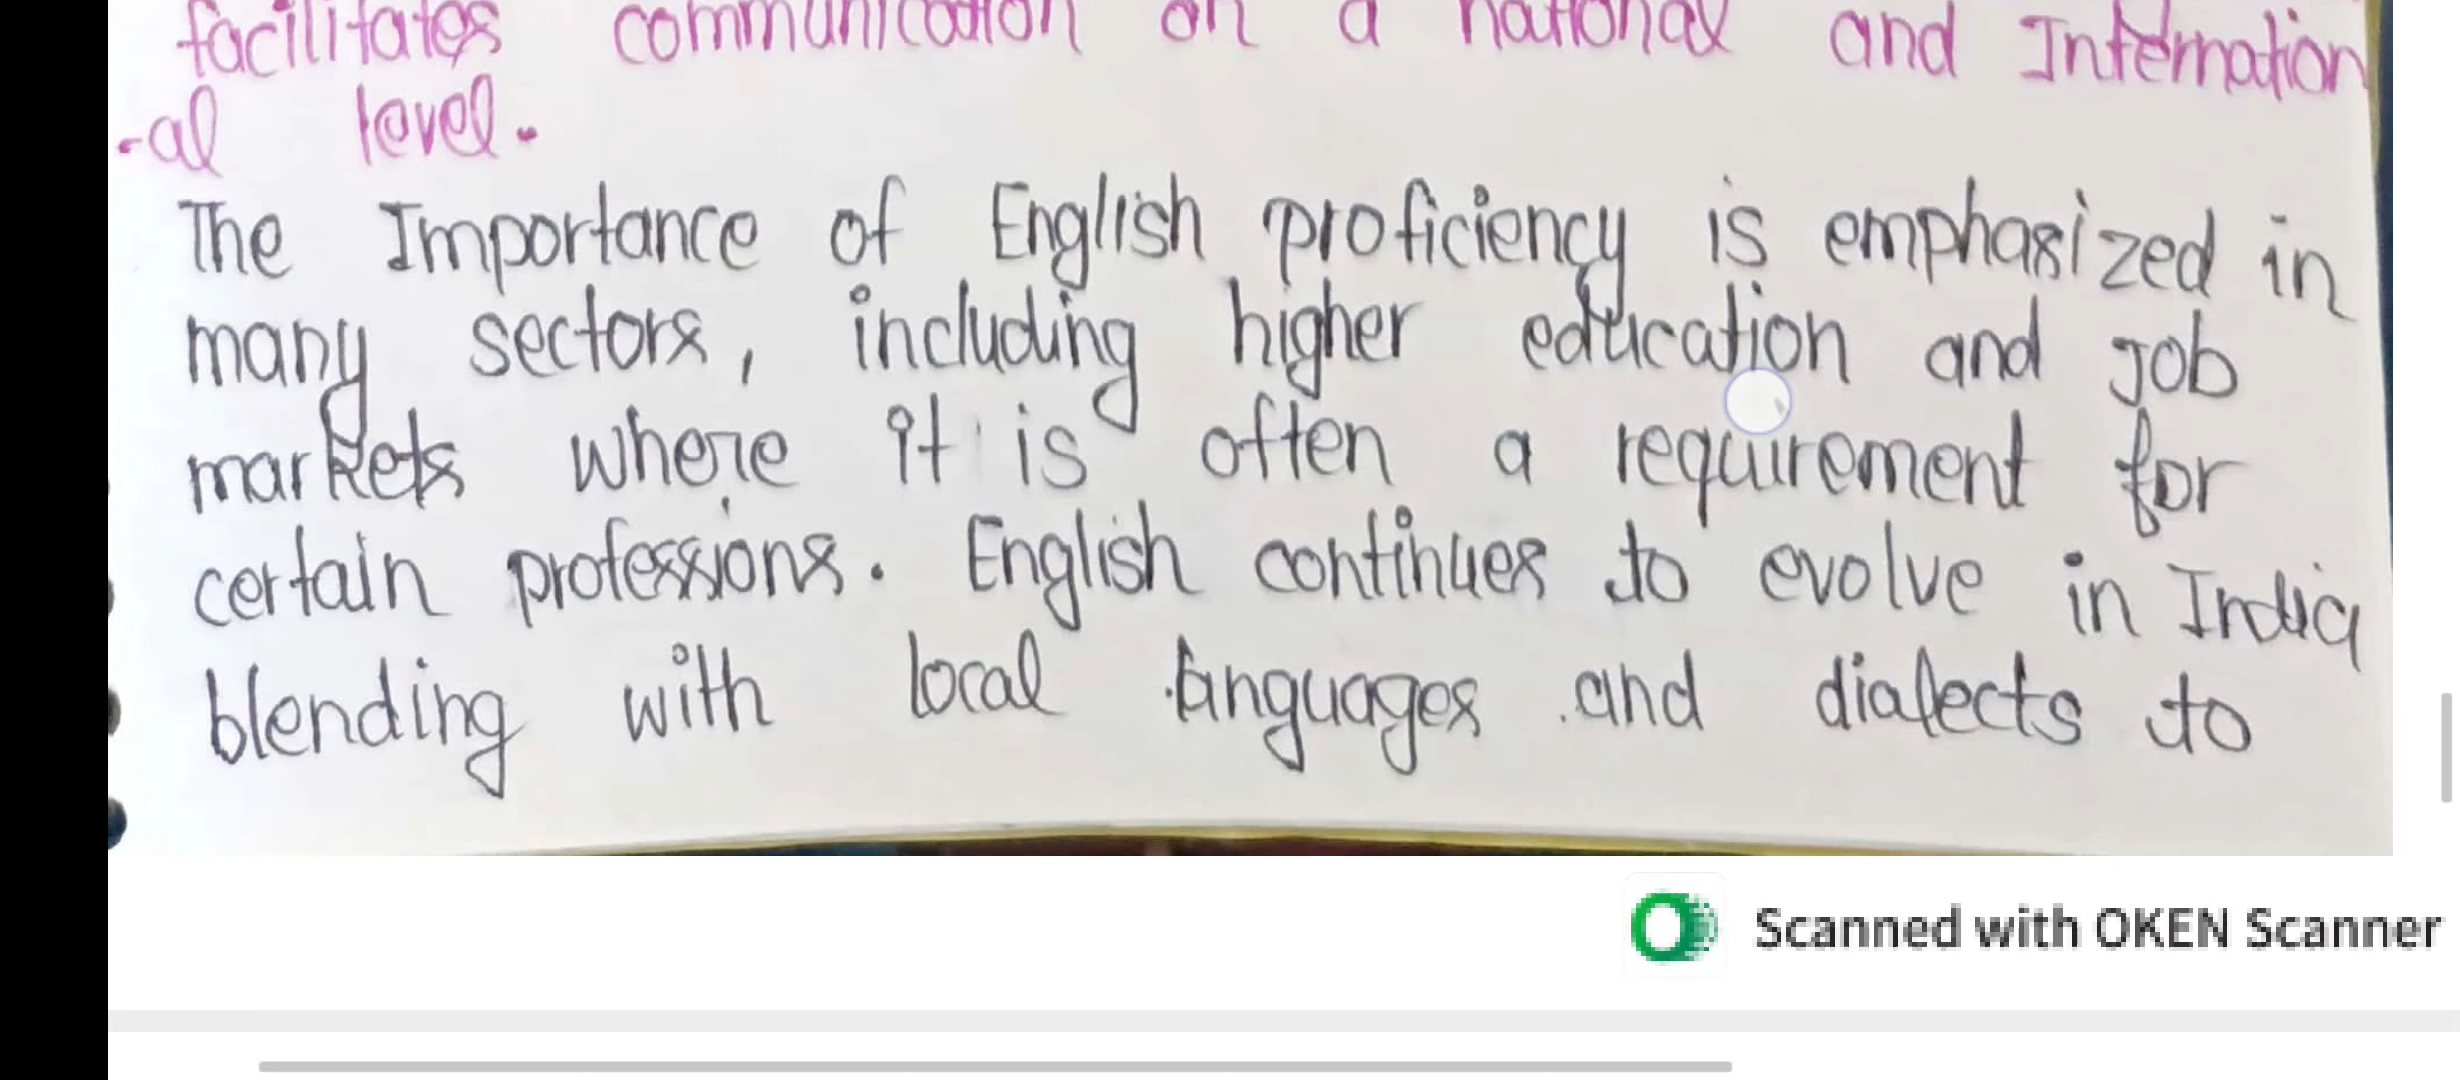 facilitates communication on a national and Internation
-al level.
The Importance of English proficiency is emphasized in
many sectors, including higher education and job
markets where it is often a requirement for
certain professions. English continues to evolve in India
blending with local languages and dialects to
Scanned with OKEN Scanner